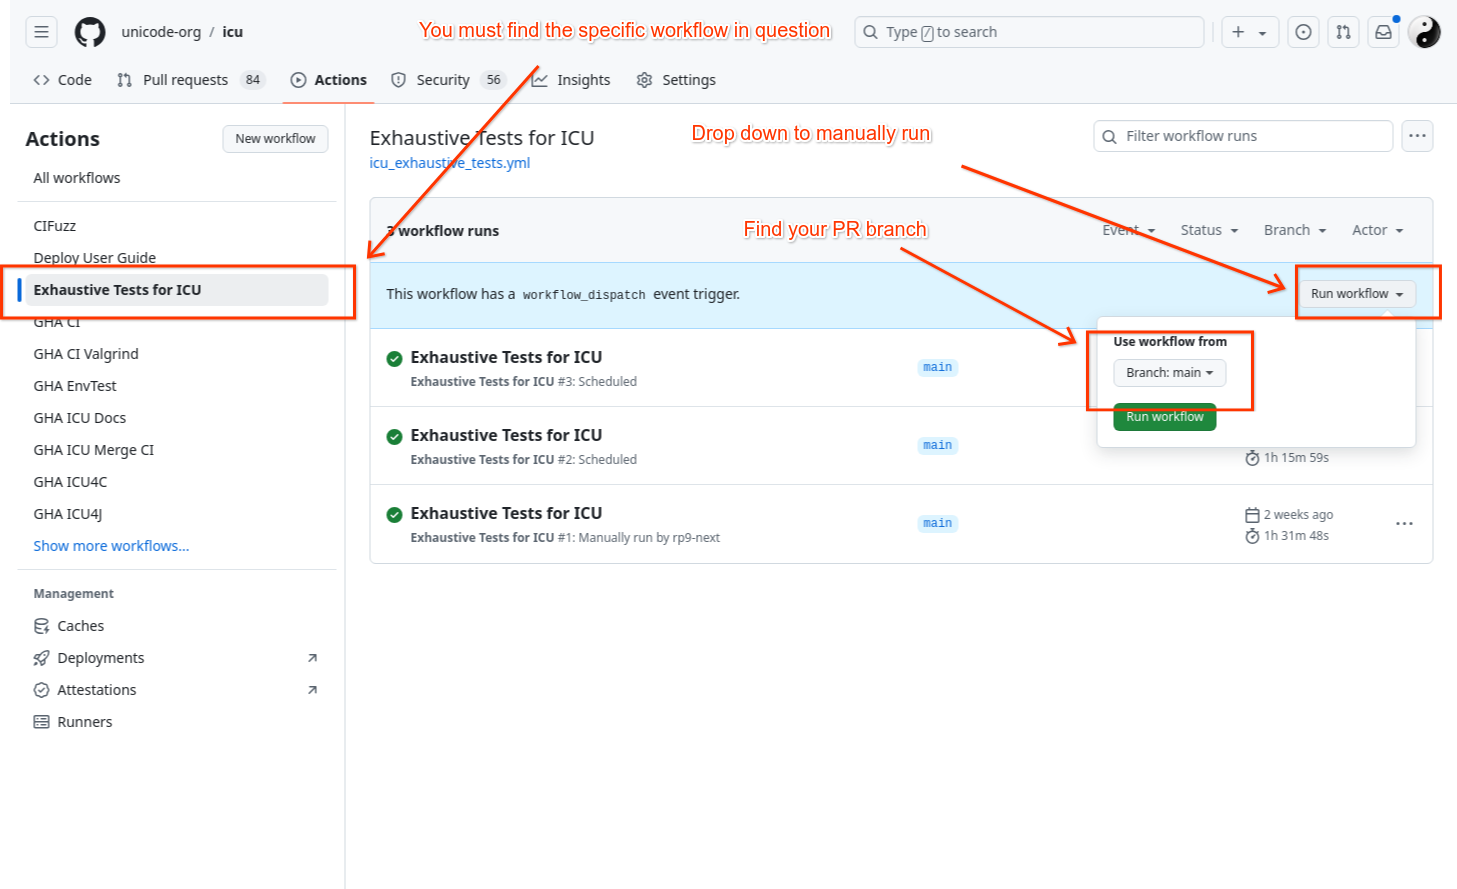 unicode-org / icu
You must find the specific workflow in question
Type / to search
Code
Pull requests 84
Actions
Security 56
Insights
Settings
Actions
New workflow
All workflows
CIFuzz
Deploy User Guide
Exhaustive Tests for ICU
GHA CI
GHA CI Valgrind
GHA EnvTest
GHA ICU Docs
GHA ICU Merge CI
GHA ICU4C
GHA ICU4J
Show more workflows...
Management
Caches
Deployments
Attestations
Runners
Exhaustive Tests for ICU
icu_exhaustive_tests.yml
Drop down to manually run
Filter workflow runs
3 workflow runs
Find your PR branch
Event
Status
Branch
Actor
This workflow has a workflow_dispatch event trigger.
Run workflow
Use workflow from
Branch: main
Run workflow
Exhaustive Tests for ICU
Exhaustive Tests for ICU #3: Scheduled
main
Exhaustive Tests for ICU
Exhaustive Tests for ICU #2: Scheduled
main
1h 15m 59s
Exhaustive Tests for ICU
Exhaustive Tests for ICU #1: Manually run by rp9-next
main
2 weeks ago
1h 31m 48s